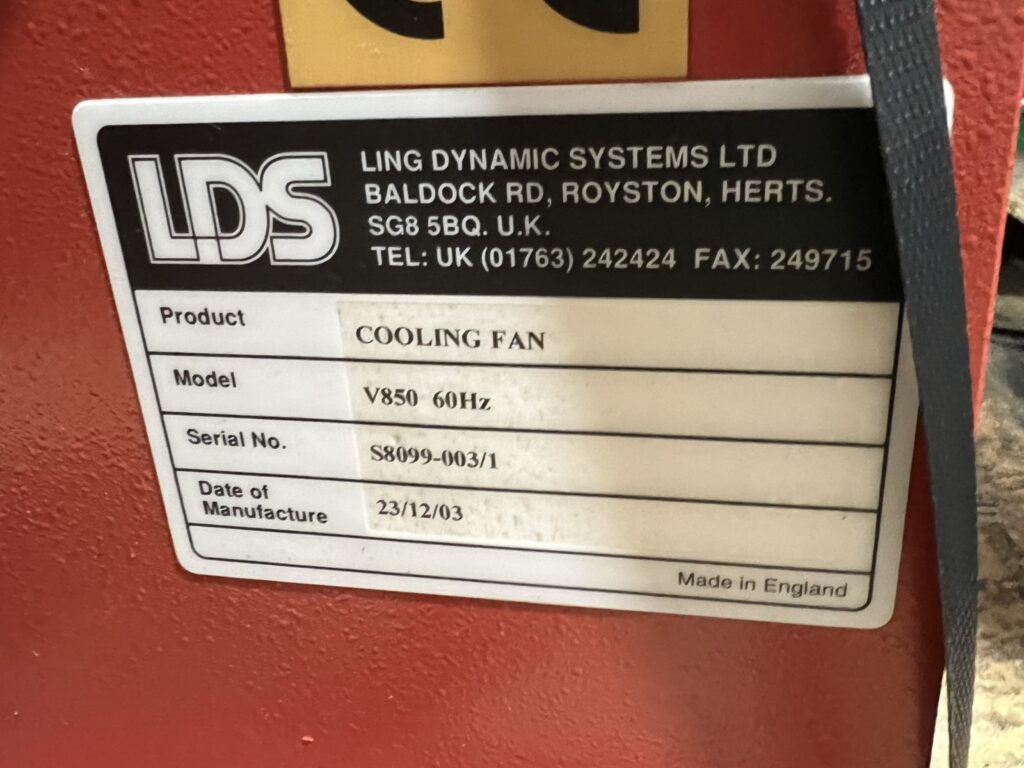 LDS
LING DYNAMIC SYSTEMS LTD
BALDOCK RD, ROYSTON, HERTS.
SG8 5BQ. U.K.
TEL: UK (01763) 242424 FAX: 249715
Product COOLING FAN
Model V850 60Hz
Serial No. S8099-003/1
Date of
Manufacture 23/12/03
Made in England